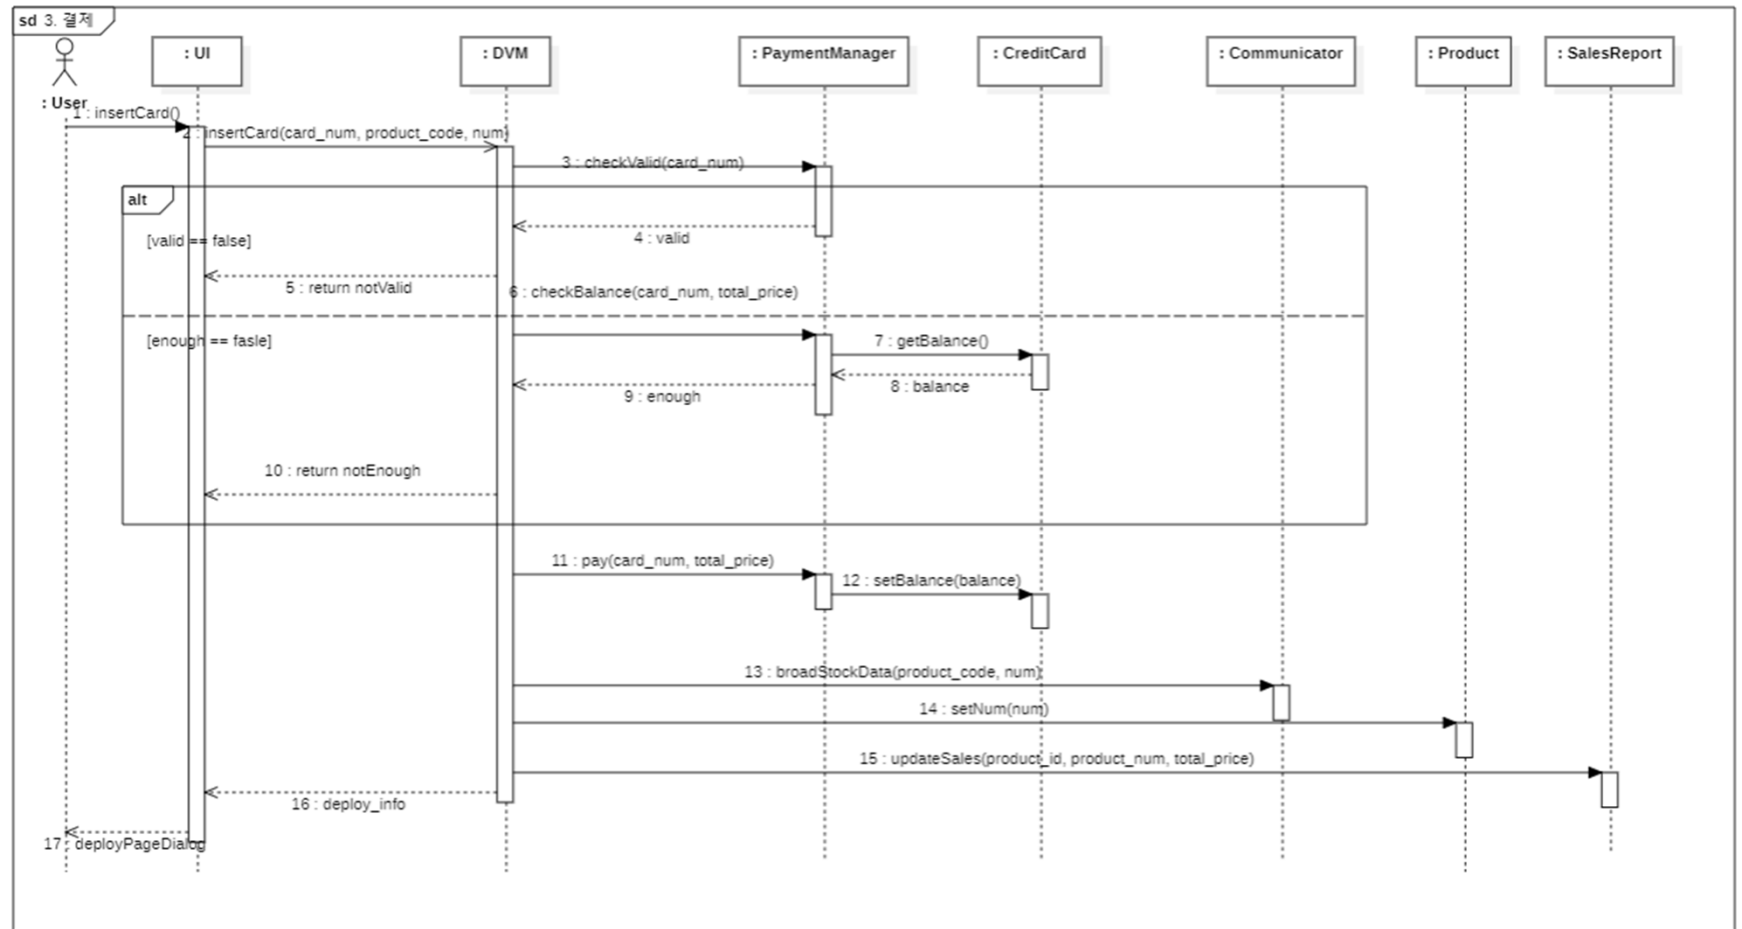 sd 3. 결제
: User
: UI
: DVM
: PaymentManager
: CreditCard
: Communicator
: Product
: SalesReport
1 : insertCard()
2 : insertCard(card_num, product_code, num)
3 : checkValid(card_num)
alt
4 : valid
[valid == false]
5 : return notValid
6 : checkBalance(card_num, total_price)
[enough == fasle]
7 : getBalance()
8 : balance
9 : enough
10 : return notEnough
11 : pay(card_num, total_price)
12 : setBalance(balance)
13 : broadStockData(product_code, num)
14 : setNum(num)
15 : updateSales(product_id, product_num, total_price)
16 : deploy_info
17 : deployPageDialog